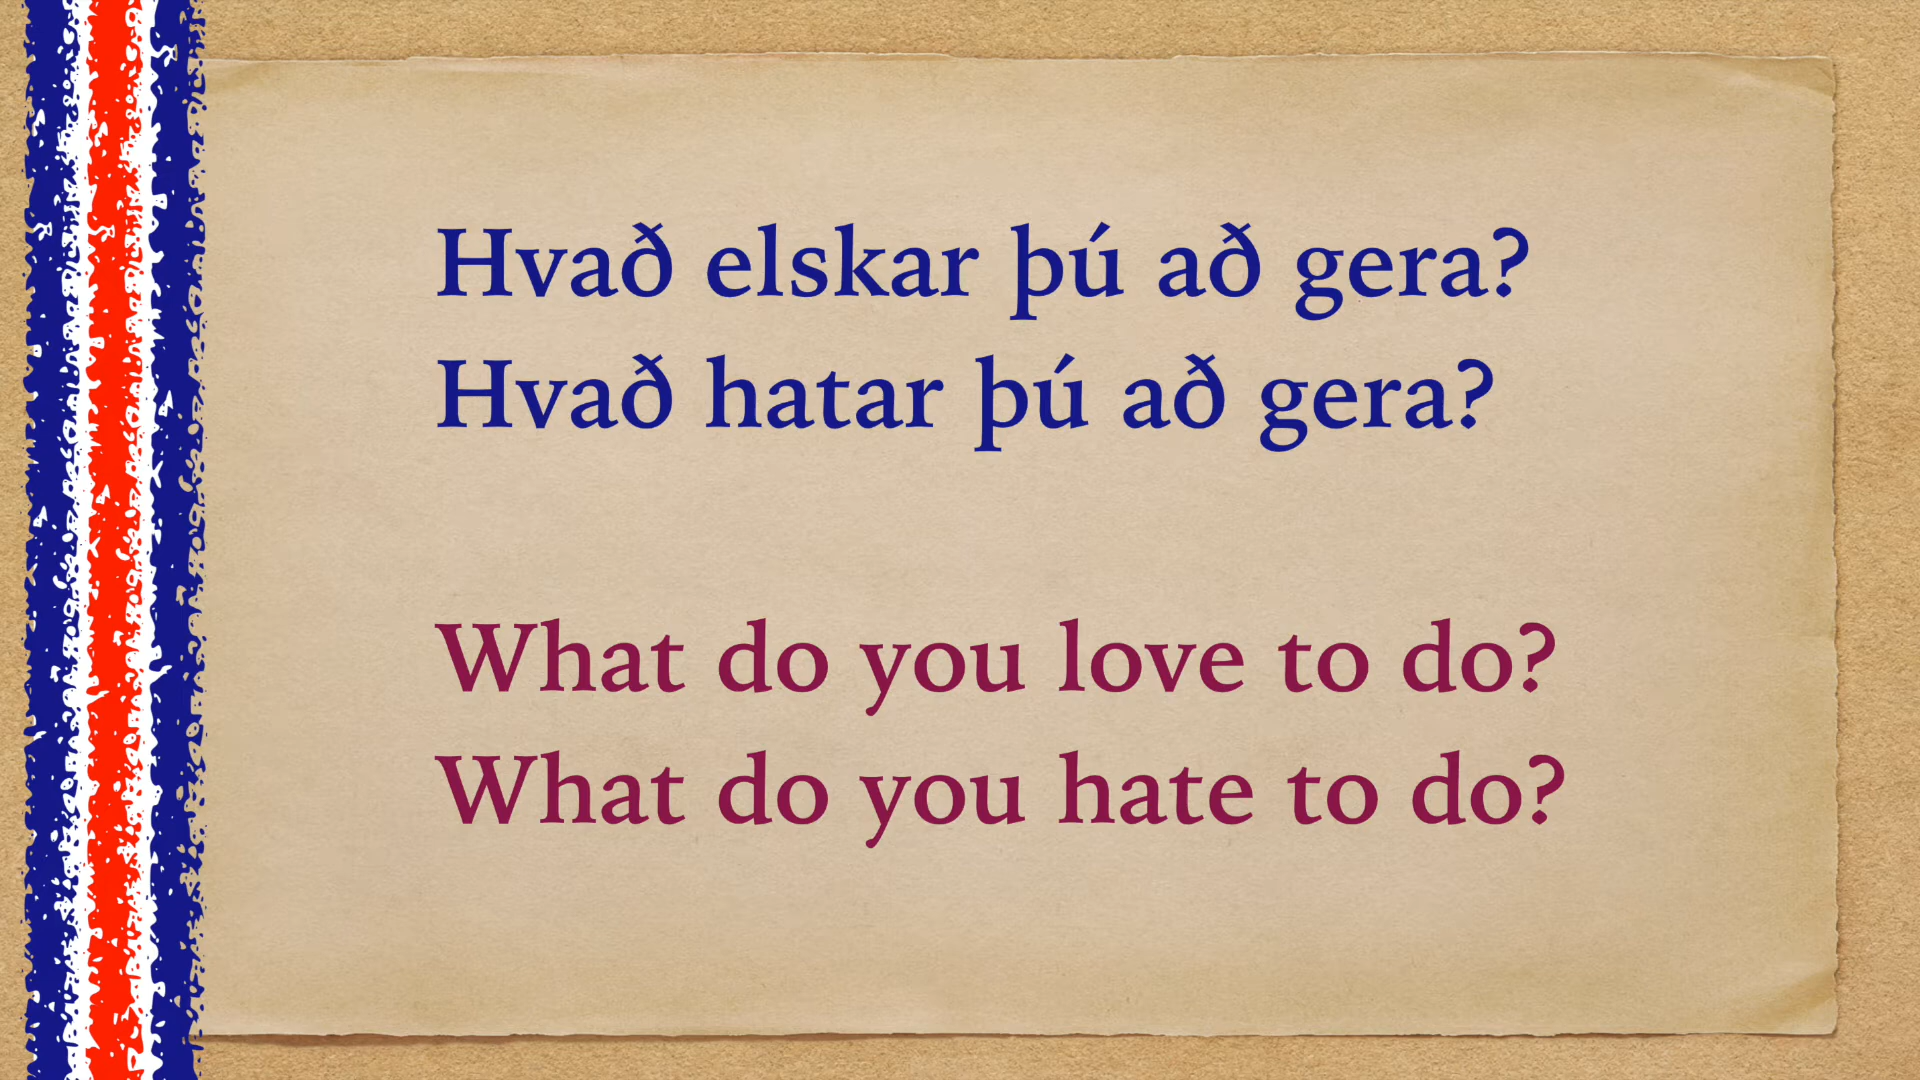 Hvað elskar þú að gera?
Hvað hatar þú að gera?
What do you love to do?
What do you hate to do?